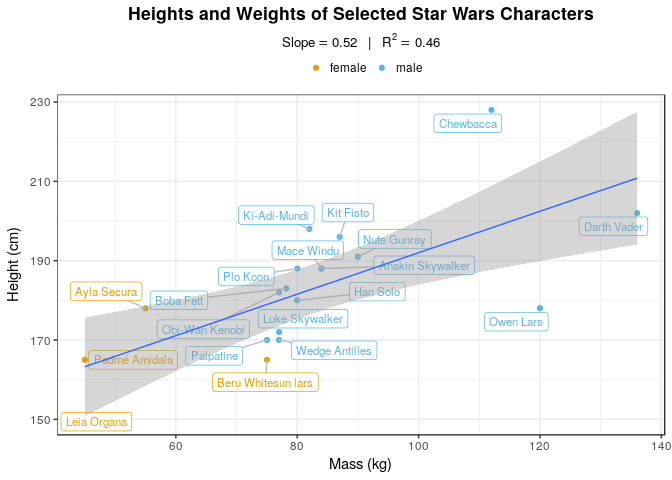 Heights and Weights of Selected Star Wars Characters
Slope = 0.52 | R² = 0.46
female male
230
Chewbacca
210
Ki-Adi-Mundi
Kit Fisto
Darth Vader
Nute Gunray
Mace Windu
190
Anakin Skywalker
Plo Koon
Ayla Secura
Han Solo
Boba Fett
Luke Skywalker
Owen Lars
Obi-Wan Kenobi
170
Wedge Antilles
Palpatine
Padmé Amidala
Beru Whitesun lars
150
Leia Organa
Height (cm)
60 80 100 120 140
Mass (kg)